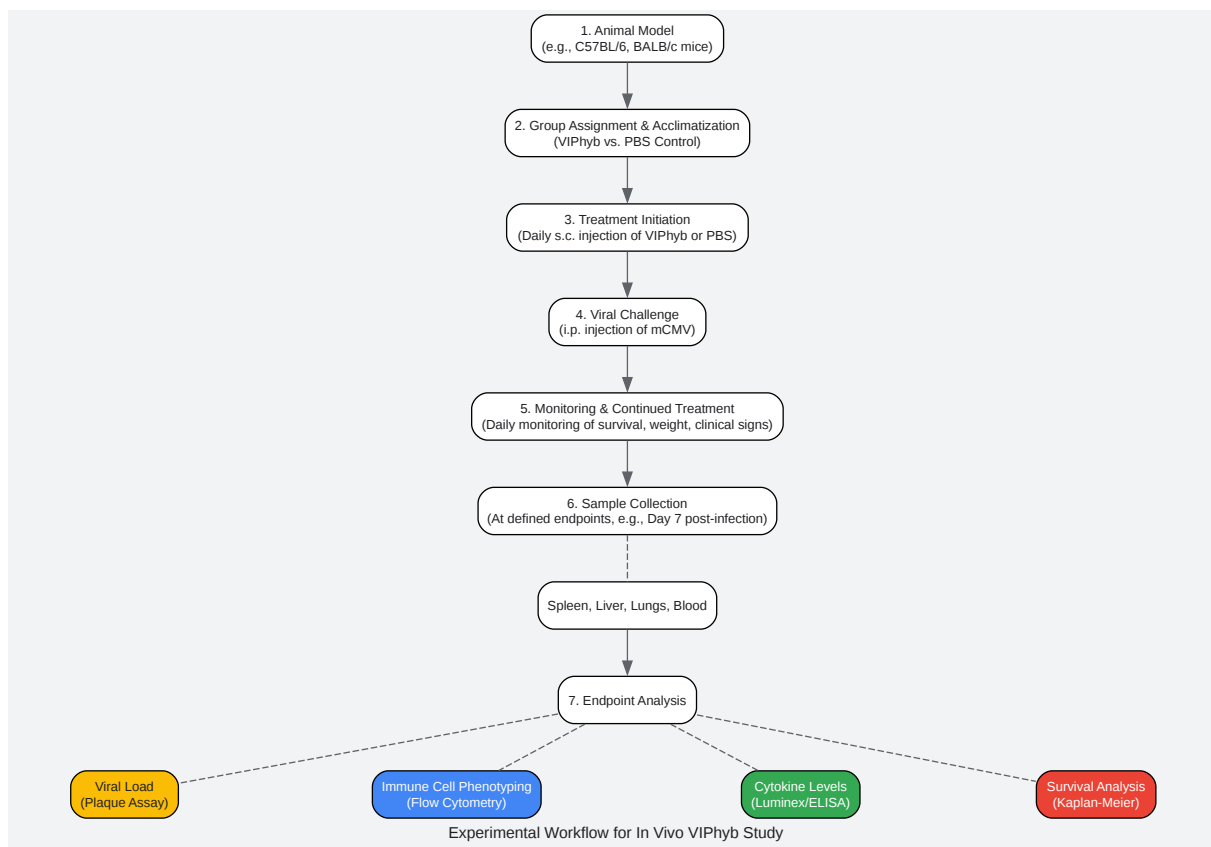 1. Animal Model
(e.g., C57BL/6, BALB/c mice)
2. Group Assignment & Acclimatization
(VIPhyb vs. PBS Control)
3. Treatment Initiation
(Daily s.c. injection of VIPhyb or PBS)
4. Viral Challenge
(i.p. injection of mCMV)
5. Monitoring & Continued Treatment
(Daily monitoring of survival, weight, clinical signs)
6. Sample Collection
(At defined endpoints, e.g., Day 7 post-infection)
Spleen, Liver, Lungs, Blood
7. Endpoint Analysis
Viral Load
(Plaque Assay)
Immune Cell Phenotyping
(Flow Cytometry)
Cytokine Levels
(Luminex/ELISA)
Survival Analysis
(Kaplan-Meier)
Experimental Workflow for In Vivo VIPhyb Study